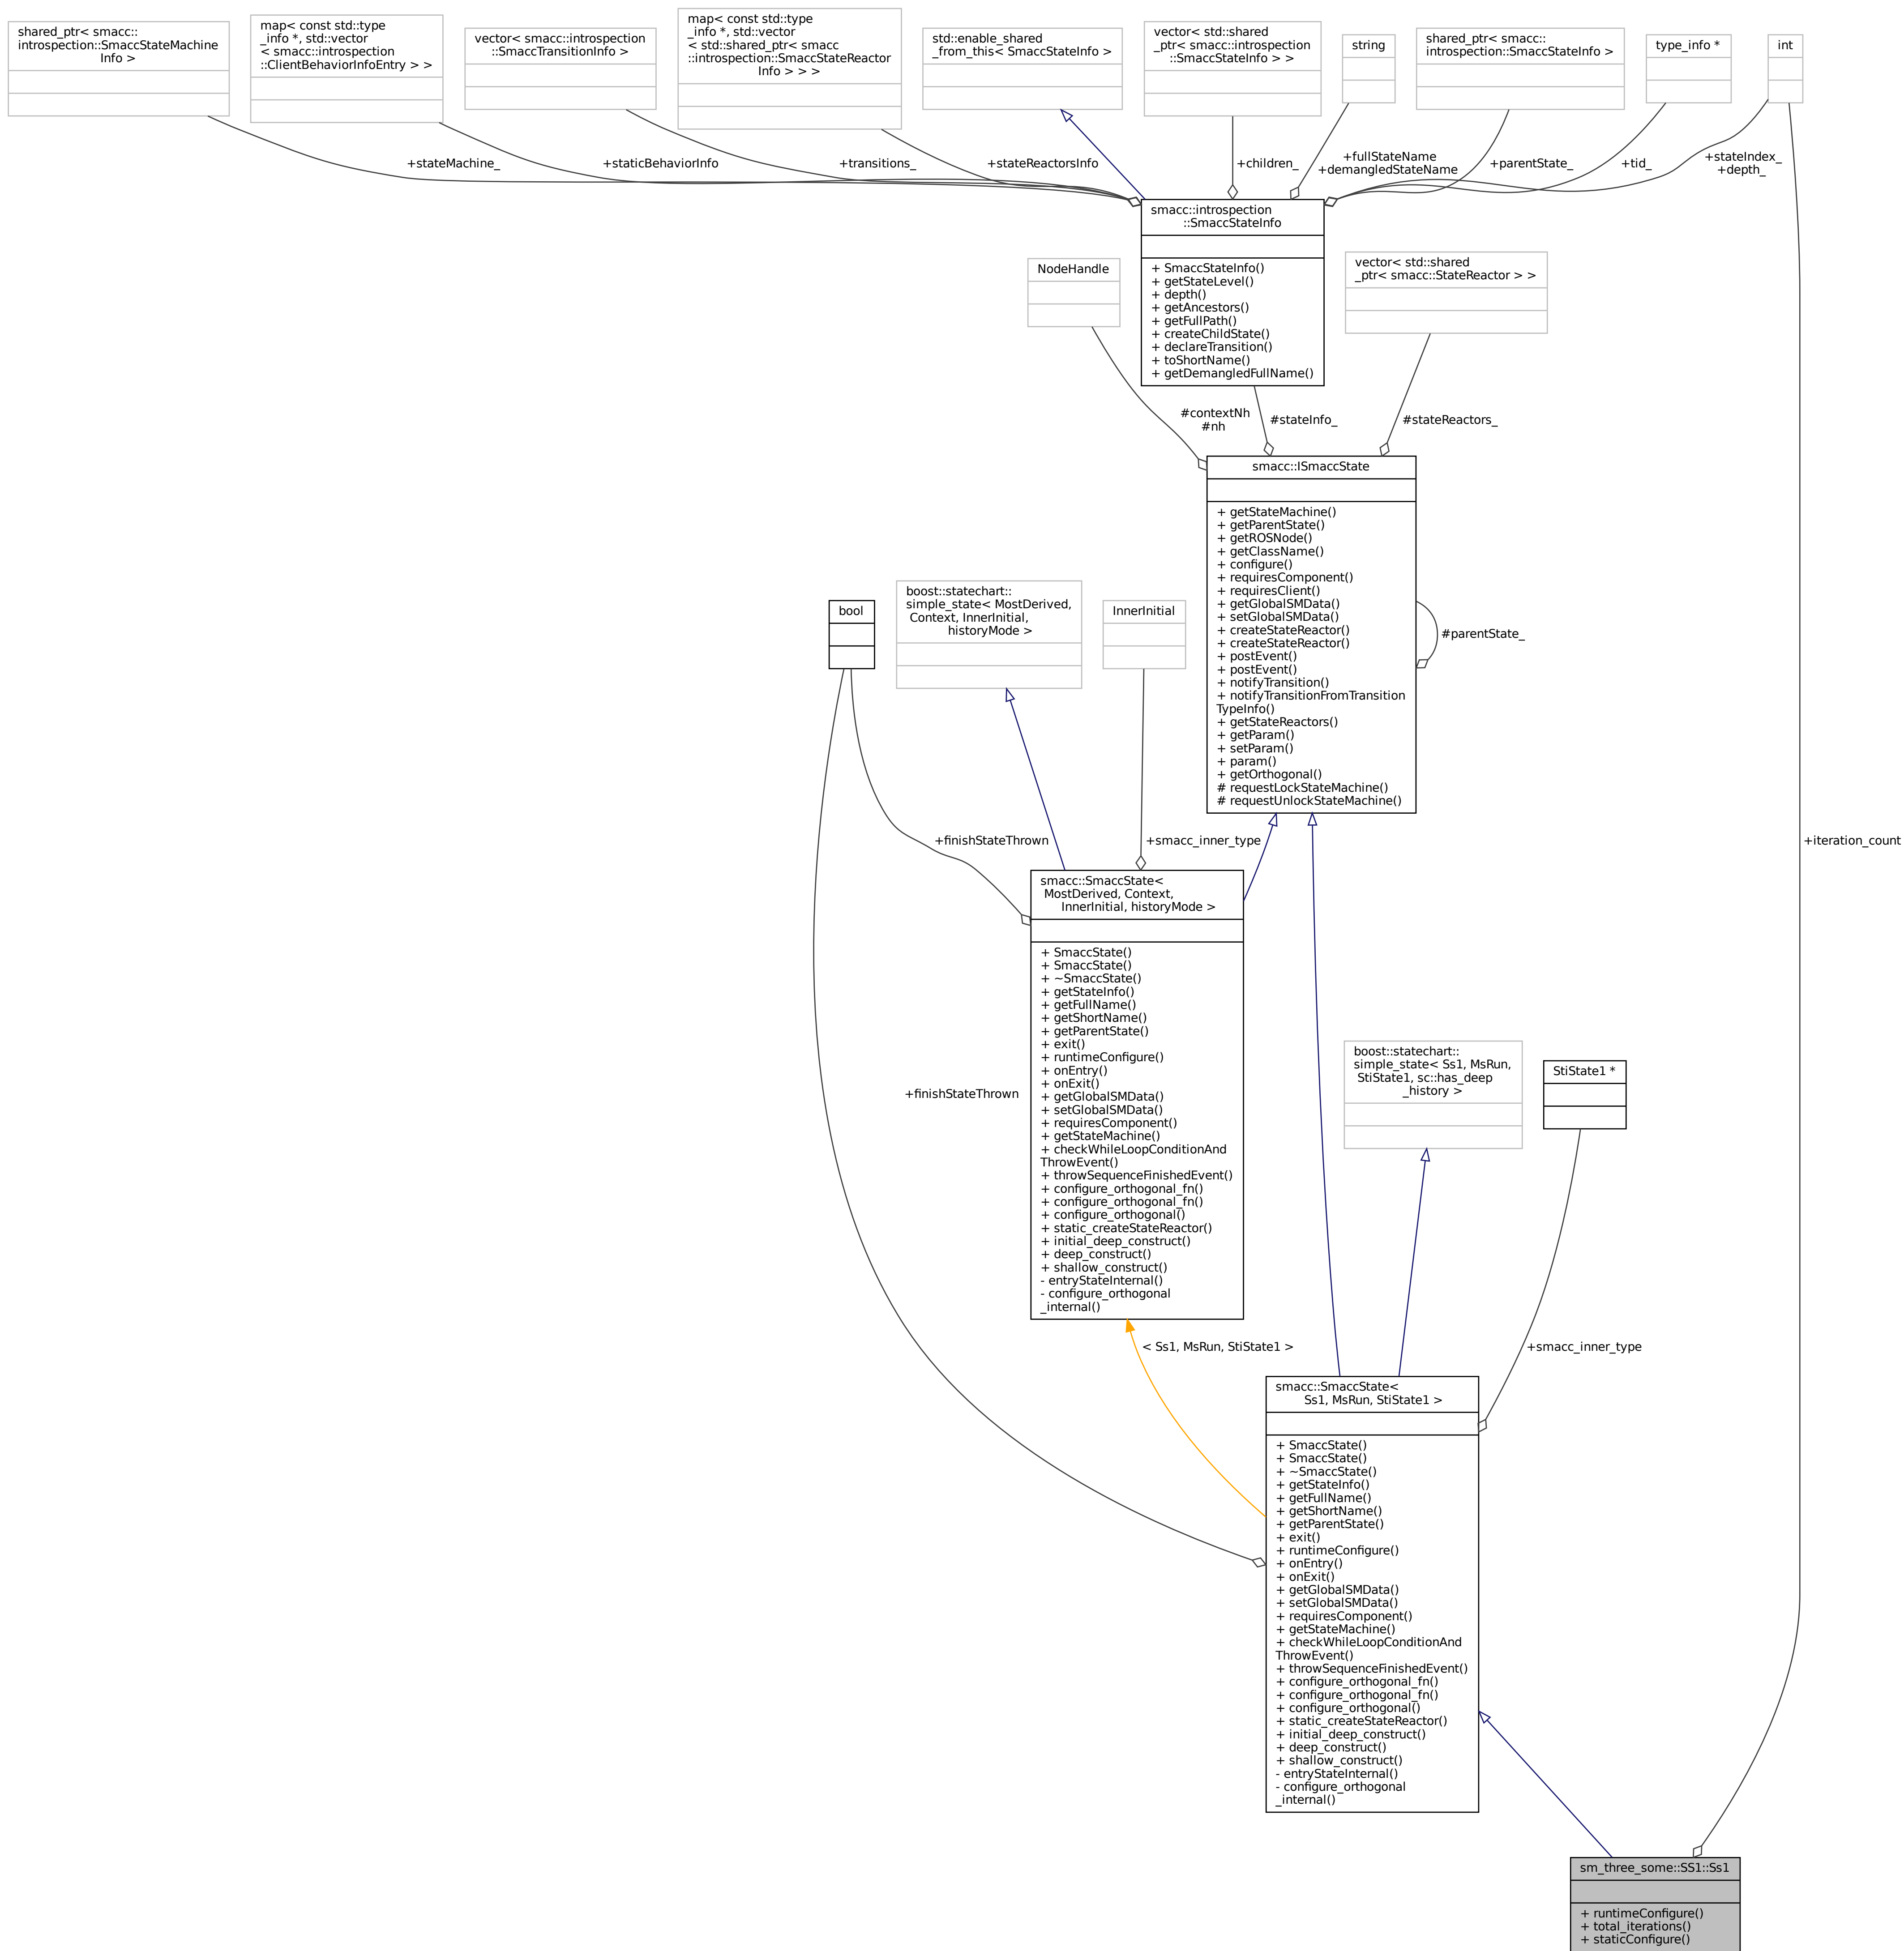 shared_ptr< smacc::
introspection::SmaccStateMachine
Info >
map< const std::type
_info *, std::vector
< smacc::introspection
::ClientBehaviorInfoEntry > >
vector< smacc::introspection
::SmaccTransitionInfo >
map< const std::type
_info *, std::vector
< std::shared_ptr< smacc
::introspection::SmaccStateReactor
Info > > >
std::enable_shared
_from_this< SmaccStateInfo >
vector< std::shared
_ptr< smacc::introspection
::SmaccStateInfo > >
string
shared_ptr< smacc::
introspection::SmaccStateInfo >
type_info *
int
+stateMachine_
+staticBehaviorInfo
+transitions_
+stateReactorsInfo
+children_
+fullStateName
+demangledStateName
+parentState_
+tid_
+stateIndex_
+depth_
smacc::introspection
::SmaccStateInfo
+ SmaccStateInfo()
+ getStateLevel()
+ depth()
+ getAncestors()
+ getFullPath()
+ createChildState()
+ declareTransition()
+ toShortName()
+ getDemangledFullName()
NodeHandle
vector< std::shared
_ptr< smacc::StateReactor > >
#contextNh
#nh
#stateInfo_
#stateReactors_
smacc::ISmaccState
+ getStateMachine()
+ getParentState()
+ getROSNode()
+ getClassName()
+ configure()
+ requiresComponent()
+ requiresClient()
+ getGlobalSMData()
+ setGlobalSMData()
+ createStateReactor()
+ createStateReactor()
+ postEvent()
+ postEvent()
+ notifyTransition()
+ notifyTransitionFromTransition
TypeInfo()
+ getStateReactors()
+ getParam()
+ setParam()
+ param()
+ getOrthogonal()
# requestLockStateMachine()
# requestUnlockStateMachine()
#parentState_
bool
boost::statechart::
simple_state< MostDerived,
Context, InnerInitial,
historyMode >
InnerInitial
+finishStateThrown
+smacc_inner_type
+iteration_count
smacc::SmaccState<
MostDerived, Context,
InnerInitial, historyMode >
+ SmaccState()
+ SmaccState()
+ ~SmaccState()
+ getStateInfo()
+ getFullName()
+ getShortName()
+ getParentState()
+ exit()
+ runtimeConfigure()
+ onEntry()
+ onExit()
+ getGlobalSMData()
+ setGlobalSMData()
+ requiresComponent()
+ getStateMachine()
+ checkWhileLoopConditionAnd
ThrowEvent()
+ throwSequenceFinishedEvent()
+ configure_orthogonal_fn()
+ configure_orthogonal_fn()
+ configure_orthogonal()
+ static_createStateReactor()
+ initial_deep_construct()
+ deep_construct()
+ shallow_construct()
- entryStateInternal()
- configure_orthogonal
_internal()
+finishStateThrown
boost::statechart::
simple_state< Ss1, MsRun,
StiState1, sc::has_deep
_history >
StiState1 *
< Ss1, MsRun, StiState1 >
+smacc_inner_type
smacc::SmaccState<
Ss1, MsRun, StiState1 >
+ SmaccState()
+ SmaccState()
+ ~SmaccState()
+ getStateInfo()
+ getFullName()
+ getShortName()
+ getParentState()
+ exit()
+ runtimeConfigure()
+ onEntry()
+ onExit()
+ getGlobalSMData()
+ setGlobalSMData()
+ requiresComponent()
+ getStateMachine()
+ checkWhileLoopConditionAnd
ThrowEvent()
+ throwSequenceFinishedEvent()
+ configure_orthogonal_fn()
+ configure_orthogonal_fn()
+ configure_orthogonal()
+ static_createStateReactor()
+ initial_deep_construct()
+ deep_construct()
+ shallow_construct()
- entryStateInternal()
- configure_orthogonal
_internal()
sm_three_some::SS1::Ss1
+ runtimeConfigure()
+ total_iterations()
+ staticConfigure()